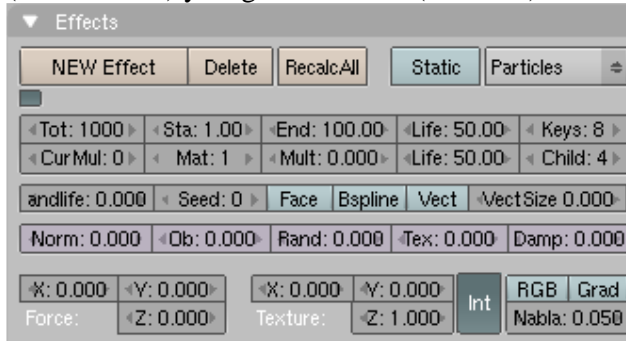 Effects
NEW Effect Delete RecalcAll Static Particles
Tot: 1000 Sta: 1.00 End: 100.00 Life: 50.00 Keys: 8
CurMul: 0 Mat: 1 Mult: 0.000 Life: 50.00 Child: 4
andlife: 0.000 Seed: 0 Face Bspline Vect VectSize 0.000
Norm: 0.000 Ob: 0.000 Rand: 0.000 Tex: 0.000 Damp: 0.000
X: 0.000 Y: 0.000 X: 0.000 Y: 0.000 Int RGB Grad
Force: Z: 0.000 Texture: Z: 1.000 Nabla: 0.050